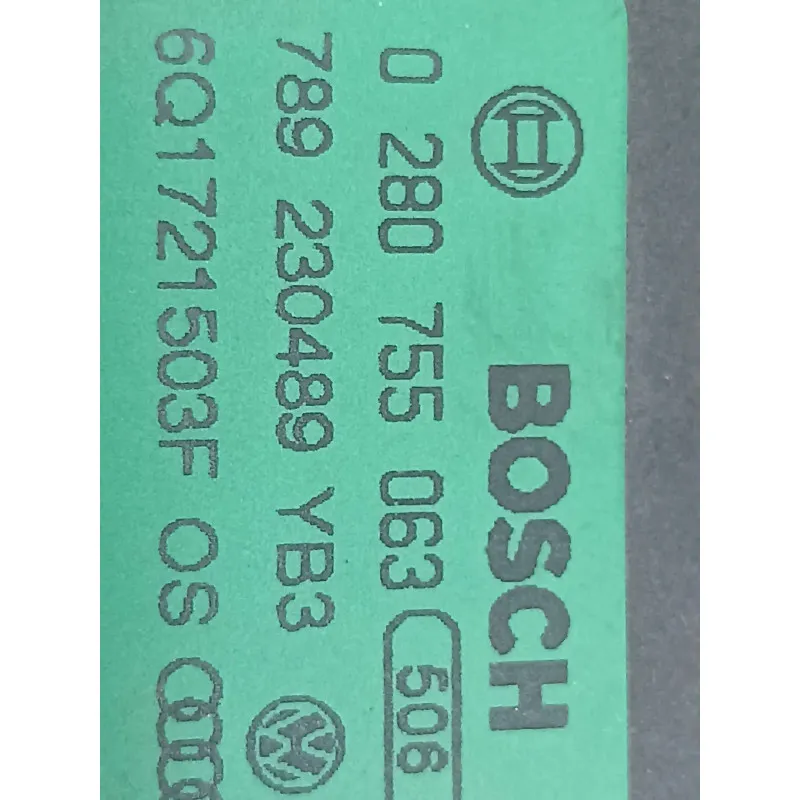 BOSCH
0 280 755 063 506
789 230489 YB3
6Q1721503F OS